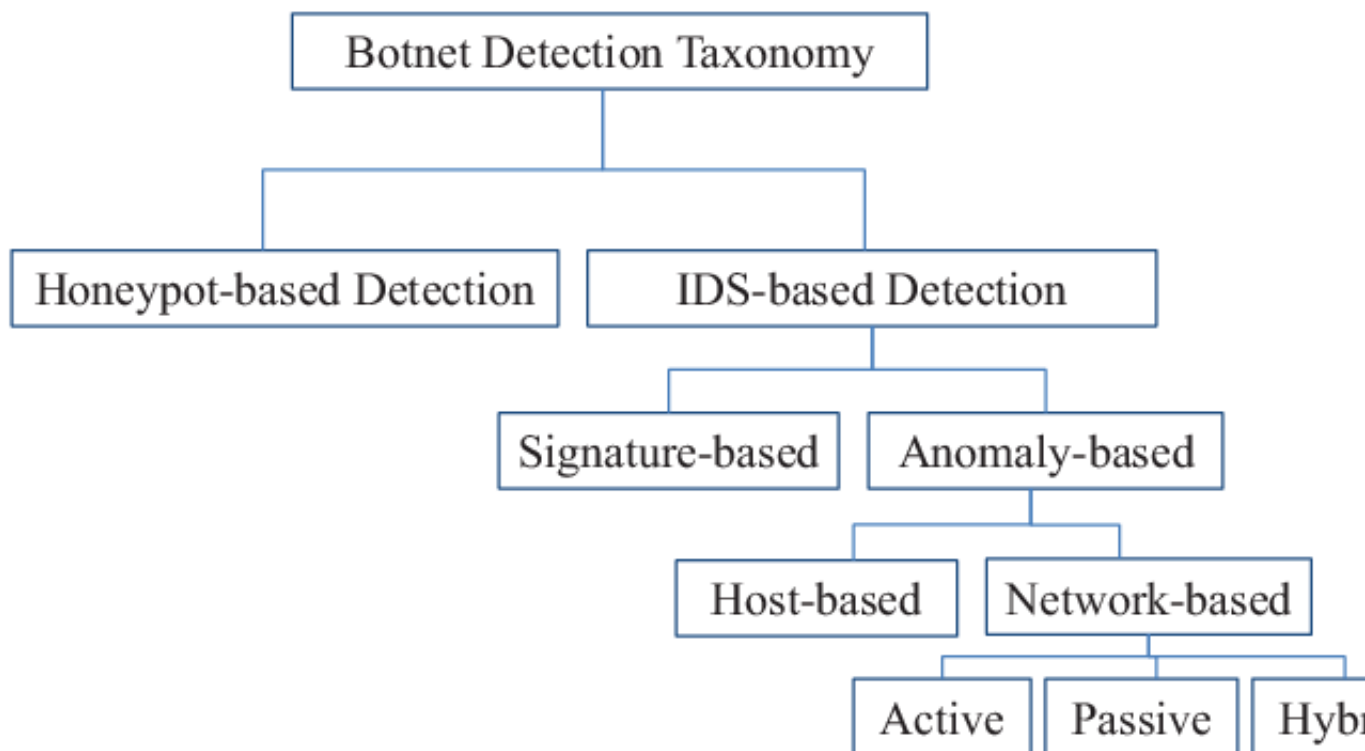 Botnet Detection Taxonomy
Honeypot-based Detection
IDS-based Detection
Signature-based
Anomaly-based
Host-based
Network-based
Active
Passive